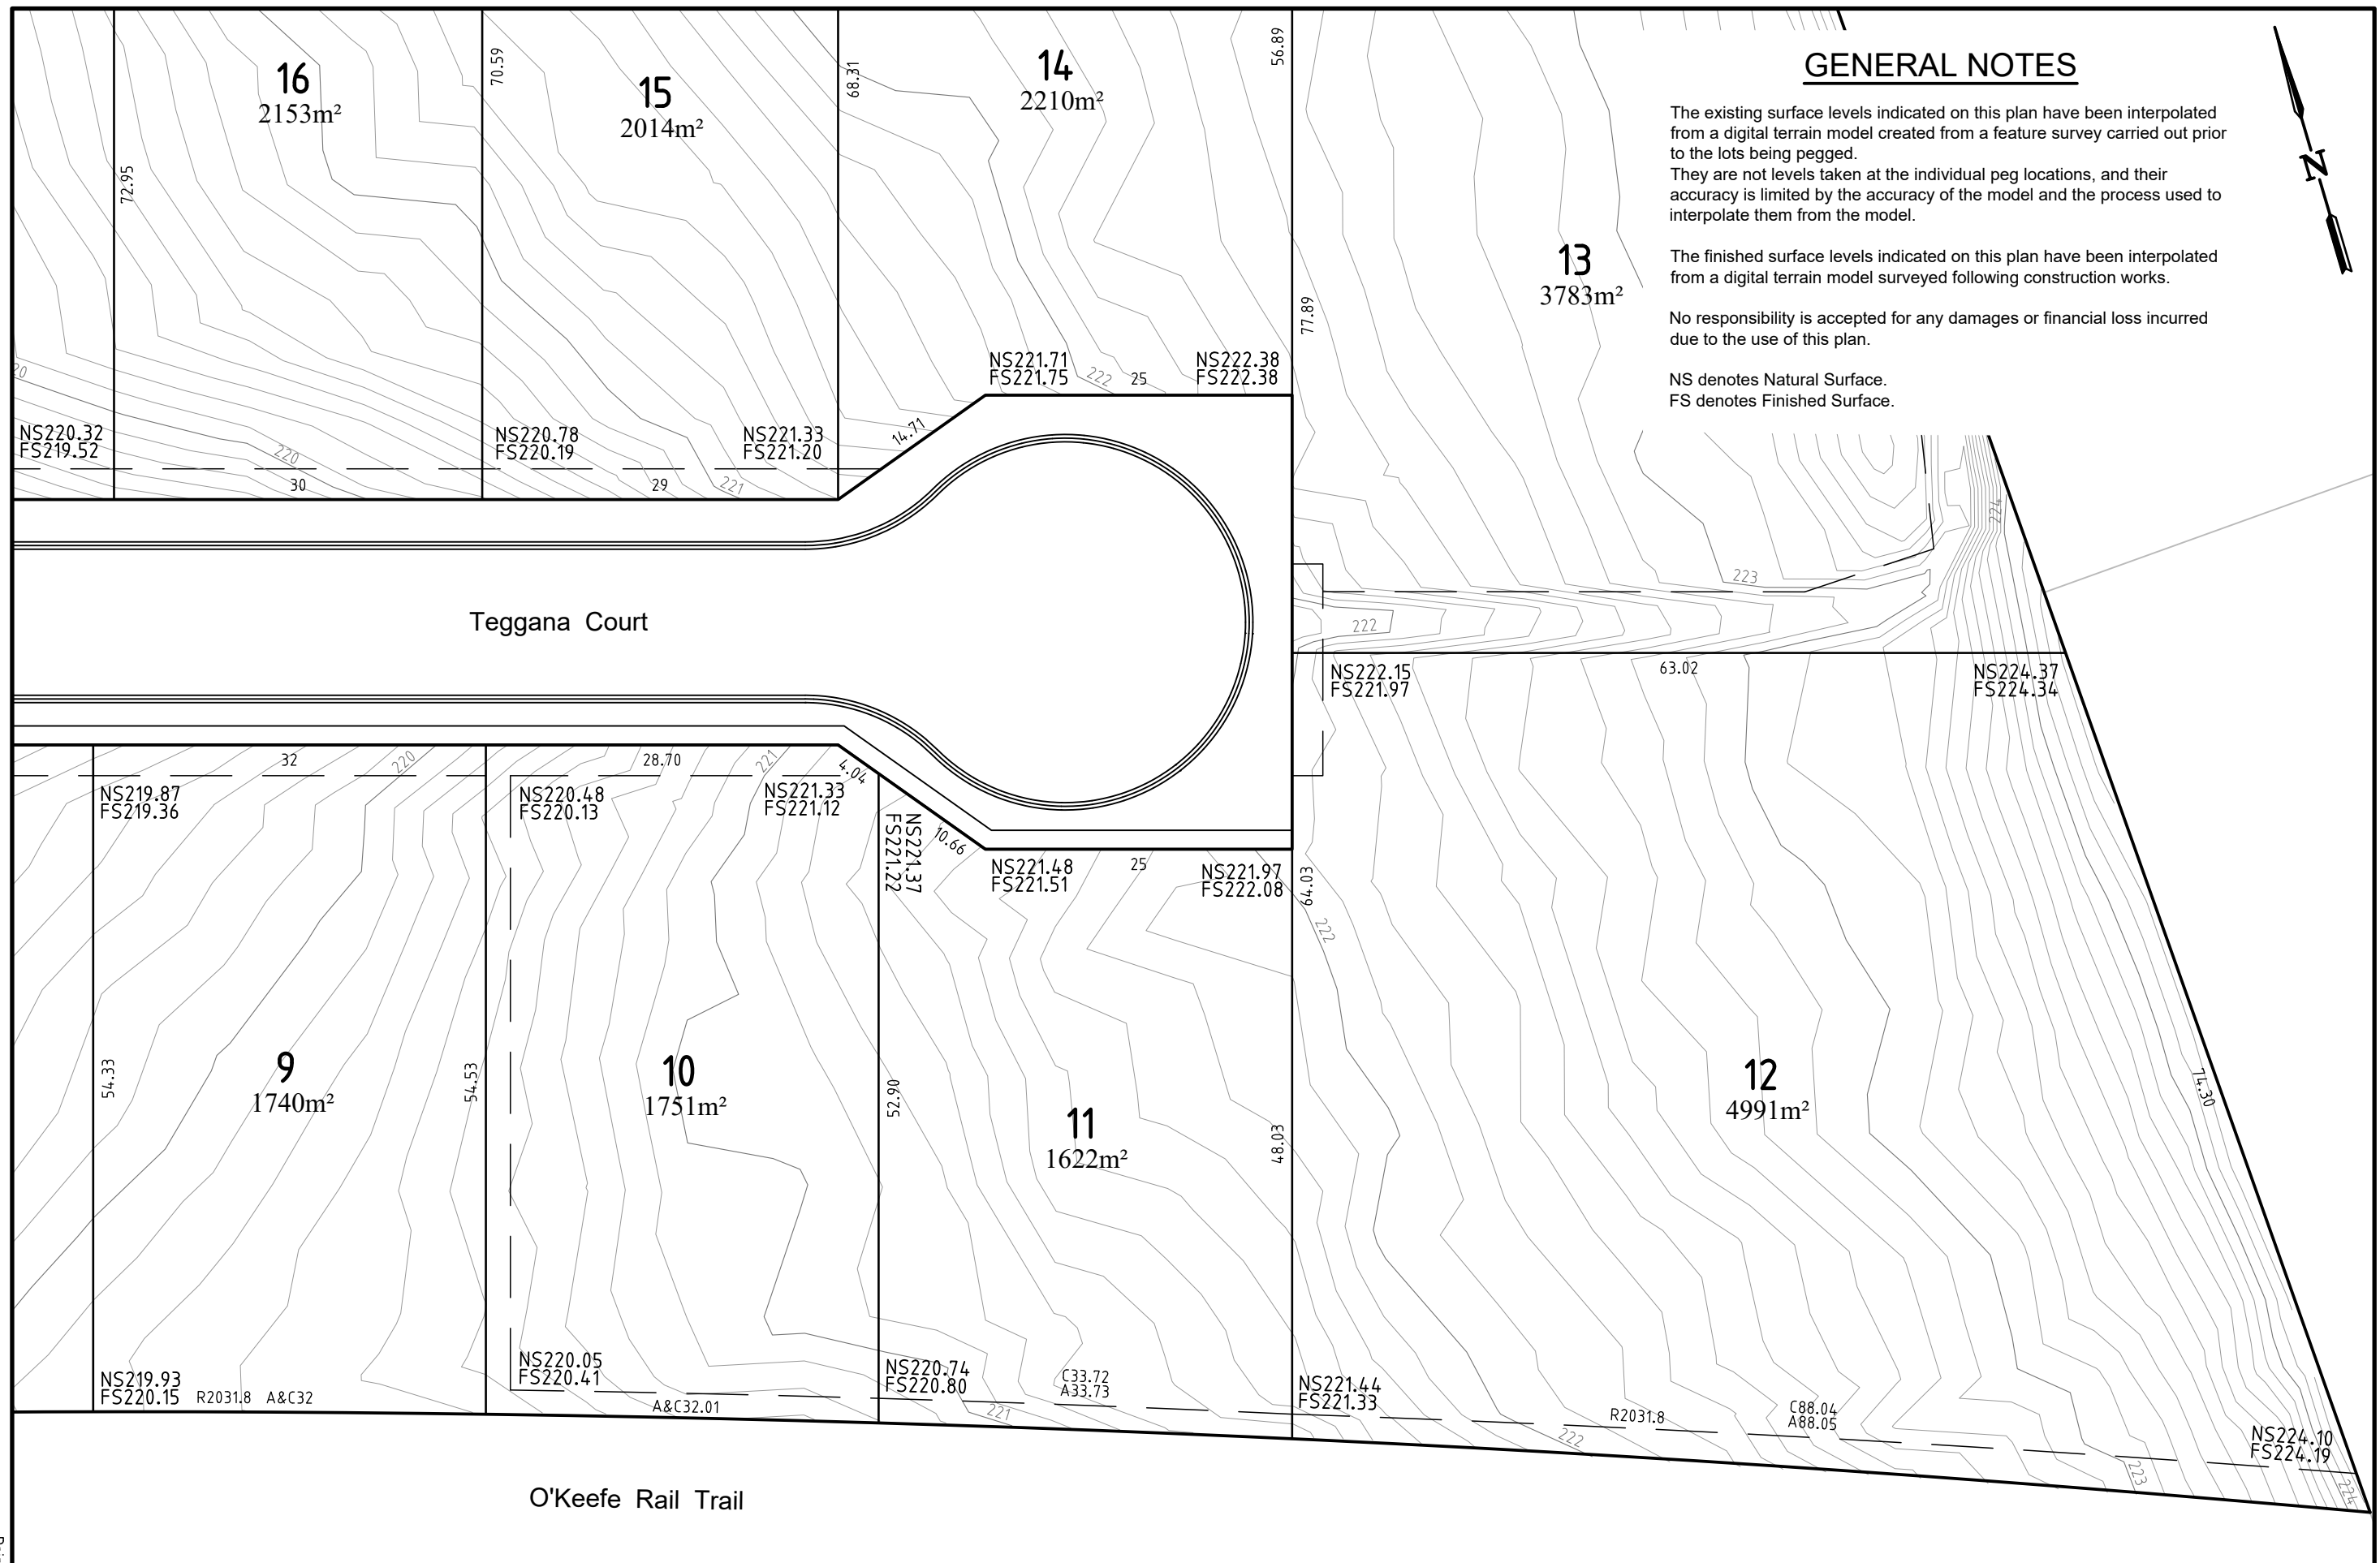 GENERAL NOTES
The existing surface levels indicated on this plan have been interpolated
from a digital terrain model created from a feature survey carried out prior
to the lots being pegged.
They are not levels taken at the individual peg locations, and their
accuracy is limited by the accuracy of the model and the process used to
interpolate them from the model.
The finished surface levels indicated on this plan have been interpolated
from a digital terrain model surveyed following construction works.
No responsibility is accepted for any damages or financial loss incurred
due to the use of this plan.
NS denotes Natural Surface.
FS denotes Finished Surface.
N
16
2153m²
72.95
70.59
15
2014m²
68.31
14
2210m²
56.89
13
3783m²
77.89
NS220.32
FS219.52
220
30
NS220.78
FS220.19
29
NS221.33
FS221.20
221
14.71
NS221.71
FS221.75
222
25
NS222.38
FS222.38
20
224
223
222
Teggana Court
NS222.15
FS221.97
63.02
NS224.37
FS224.34
32
220
NS219.87
FS219.36
28.70
221
NS220.48
FS220.13
NS221.33
FS221.12
4.04
NS221.37
FS221.22
10.66
NS221.48
FS221.51
25
NS221.97
FS222.08
64.03
222
54.33
9
1740m²
54.53
10
1751m²
52.90
11
1622m²
48.03
12
4991m²
74.30
NS219.93
FS220.15
R2031.8 A&C32
NS220.05
FS220.41
A&C32.01
NS220.74
FS220.80
221
C33.72
A33.73
NS221.44
FS221.33
222
R2031.8
C88.04
A88.05
223
NS224.10
FS224.19
224
O'Keefe Rail Trail